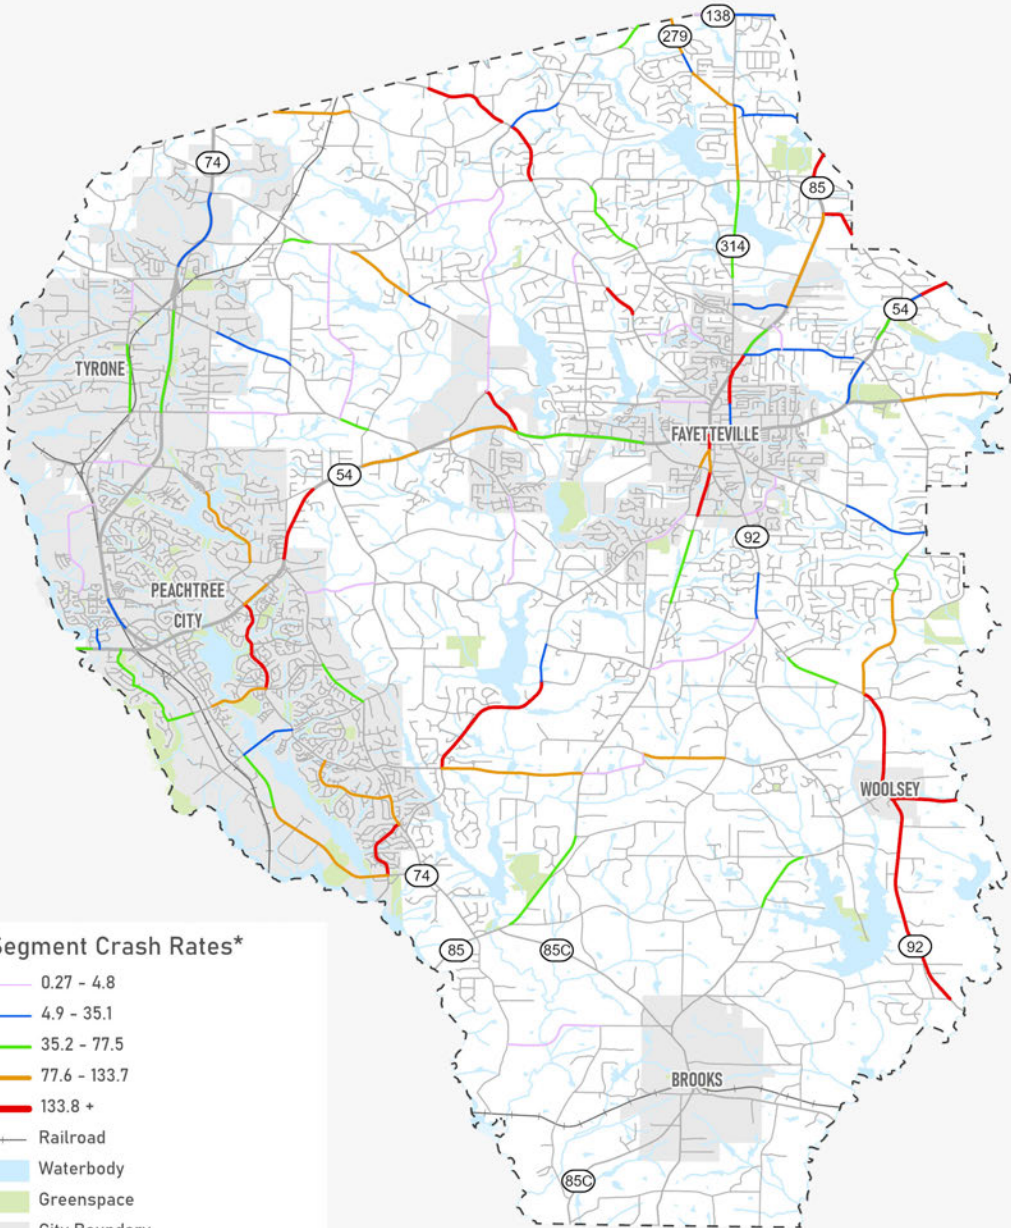 138
279
74
85
314
54
TYRONE
FAYETTEVILLE
54
92
PEACHTREE
CITY
WOOLSEY
74
85
85C
92
Segment Crash Rates*
0.27 - 4.8
4.9 - 35.1
35.2 - 77.5
77.6 - 133.7
133.8 +
Railroad
Waterbody
Greenspace
City Boundary
BROOKS
85C